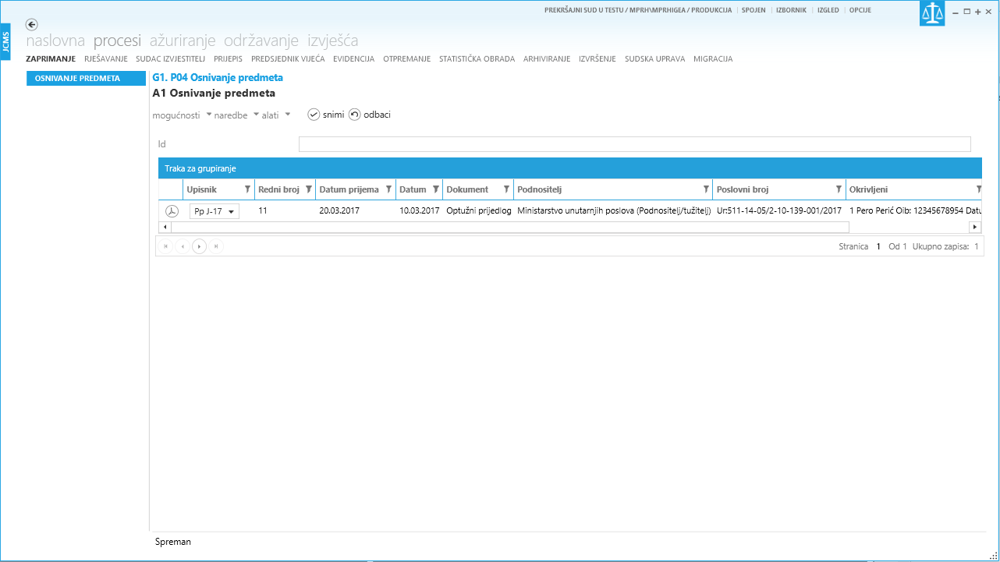 PREKRŠAJNI SUD U TESTU / MPRH\MPRHIGEA / PRODUKCIJA | SPOJEN | IZBORNIK | IZGLED | OPCIJE
JCMS
naslovna procesi ažuriranje održavanje izvješća
ZAPRIMANJE RJEŠAVANJE SUDAC IZVJESTITELJ PRIJEPIS PREDSJEDNIK VIJEĆA EVIDENCIJA OTPREMANJE STATISTIČKA OBRADA ARHIVIRANJE IZVRŠENJE SUDSKA UPRAVA MIGRACIJA
OSNIVANJE PREDMETA
G1. P04 Osnivanje predmeta
A1 Osnivanje predmeta
mogućnosti naredbe alati snimi odbaci
Id
Traka za grupiranje
Upisnik Redni broj Datum prijema Datum Dokument Podnositelj Poslovni broj Okrivljeni
Pp J-17 11 20.03.2017 10.03.2017 Optužni prijedlog Ministarstvo unutarnjih poslova (Podnositelj/tužitelj) Ur:511-14-05/2-10-139-001/2017 1 Pero Perić Oib: 12345678954 Datu
Stranica 1 Od 1 Ukupno zapisa: 1
Spreman